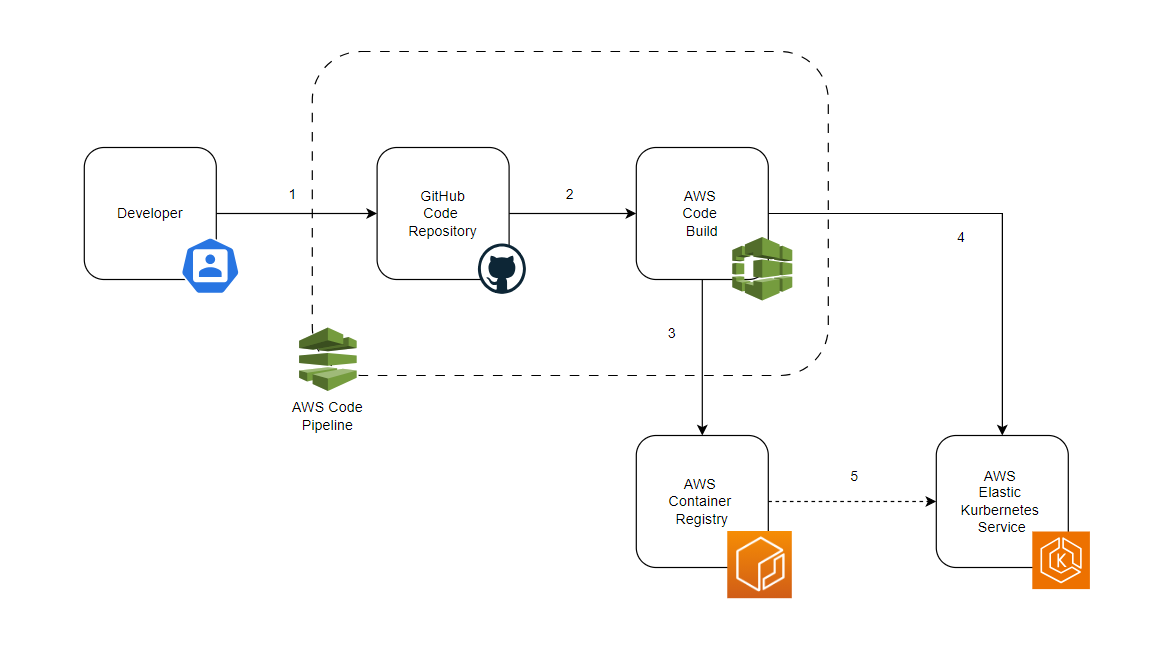 Developer
1
GitHub
Code
Repository
2
AWS
Code
Build
4
3
AWS Code
Pipeline
AWS
Container
Registry
5
AWS
Elastic
Kurbernetes
Service
K